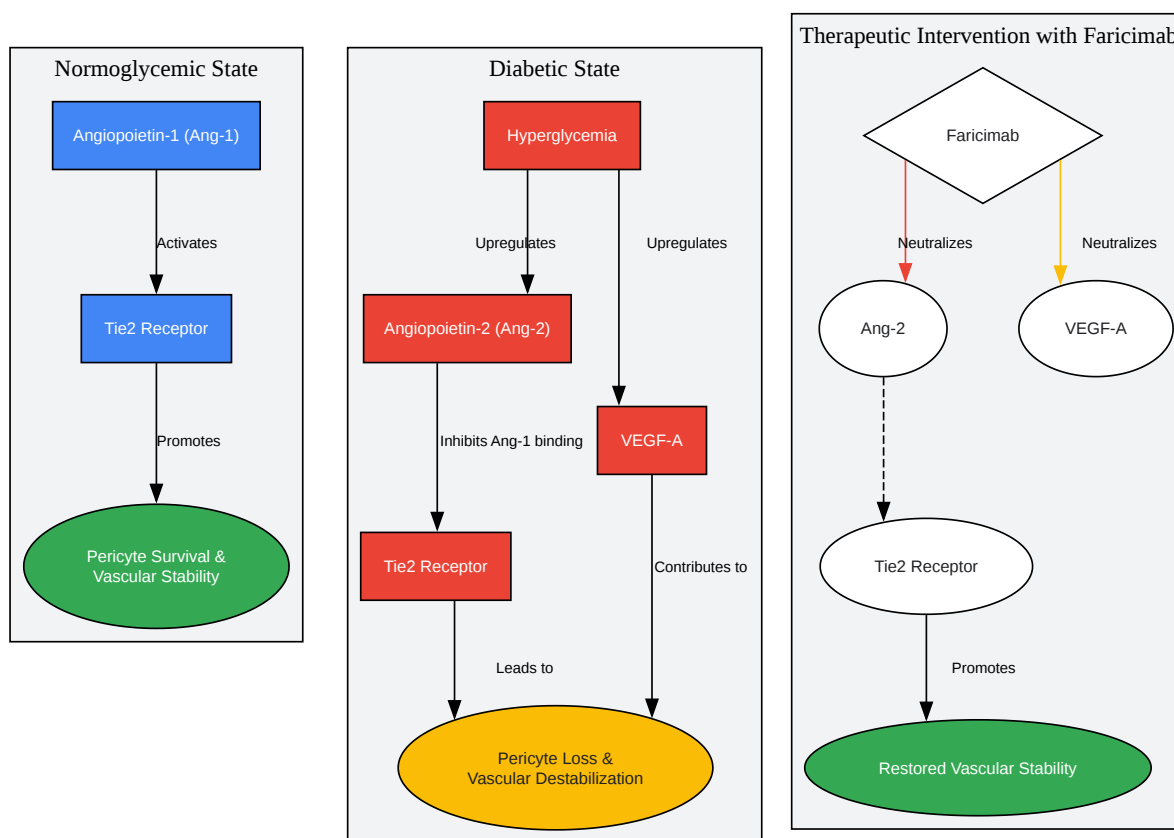 Normoglycemic State
Angiopoietin-1 (Ang-1)
Activates
Tie2 Receptor
Promotes
Pericyte Survival &
Vascular Stability
Diabetic State
Hyperglycemia
Upregulates
Upregulates
Angiopoietin-2 (Ang-2)
Inhibits Ang-1 binding
VEGF-A
Tie2 Receptor
Contributes to
Leads to
Pericyte Loss &
Vascular Destabilization
Therapeutic Intervention with Faricimab
Faricimab
Neutralizes
Neutralizes
Ang-2
VEGF-A
Tie2 Receptor
Promotes
Restored Vascular Stability